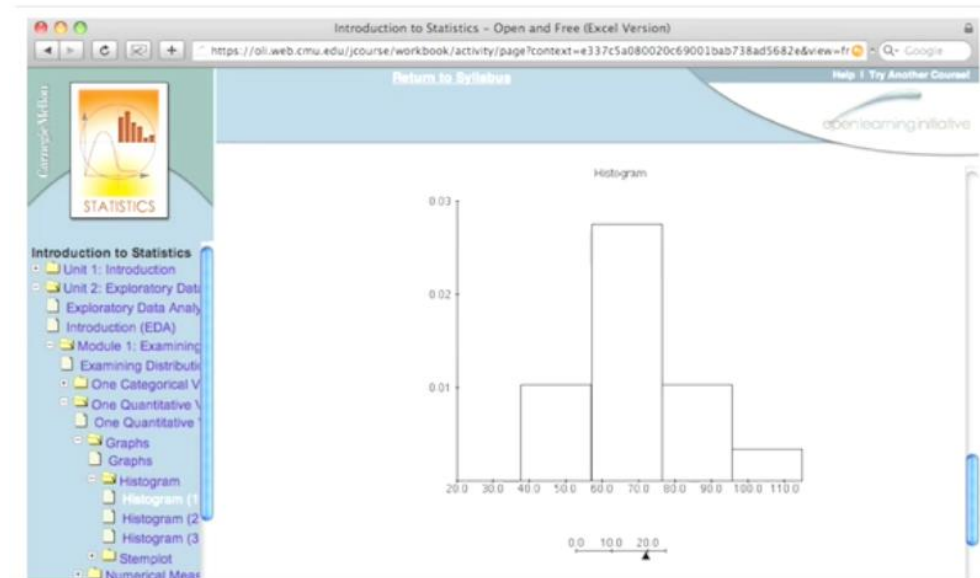 Introduction to Statistics – Open and Free (Excel Version)
https://oli.web.cmu.edu/jcourse/workbook/activity/page?context=e337c5a080020c69001bab738ad5682e&view=fr
Google
Return to Syllabus
Help | Try Another Course!
Carnegie Mellon
openlearninginitiative
STATISTICS
Introduction to Statistics
Unit 1: Introduction
Unit 2: Exploratory Data
Exploratory Data Analy
Introduction (EDA)
Module 1: Examining
Examining Distributio
One Categorical V
One Quantitative V
One Quantitative
Graphs
Graphs
Histogram
Histogram (1
Histogram (2
Histogram (3
Stemplot
Numerical Meas
Histogram
0.03
0.02
0.01
20.0 30.0 40.0 50.0 60.0 70.0 80.0 90.0 100.0 110.0
0.0 10.0 20.0